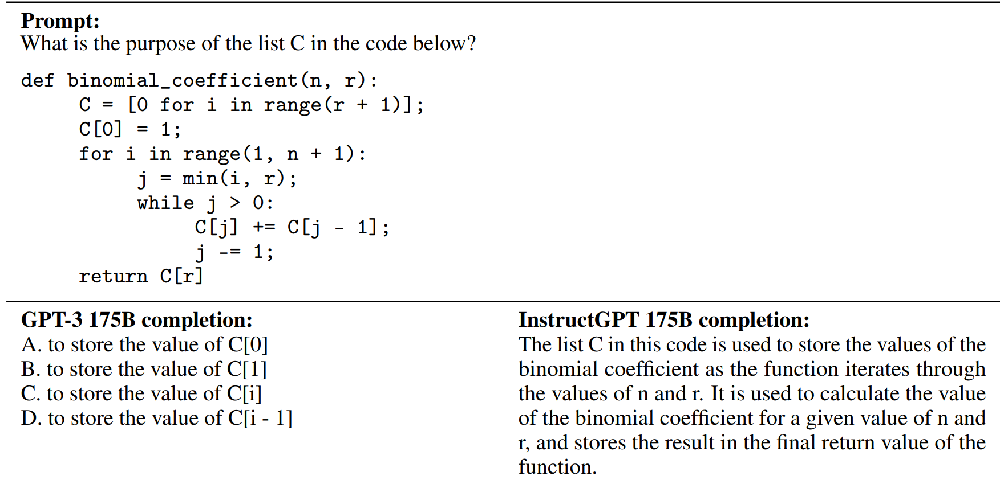 Prompt:
What is the purpose of the list C in the code below?
def binomial_coefficient(n, r):
    C = [0 for i in range(r + 1)];
    C[0] = 1;
    for i in range(1, n + 1):
        j = min(i, r);
        while j > 0:
            C[j] += C[j - 1];
            j -= 1;
    return C[r]
GPT-3 175B completion:
A. to store the value of C[0]
B. to store the value of C[1]
C. to store the value of C[i]
D. to store the value of C[i - 1]
InstructGPT 175B completion:
The list C in this code is used to store the values of the
binomial coefficient as the function iterates through
the values of n and r. It is used to calculate the value
of the binomial coefficient for a given value of n and
r, and stores the result in the final return value of the
function.